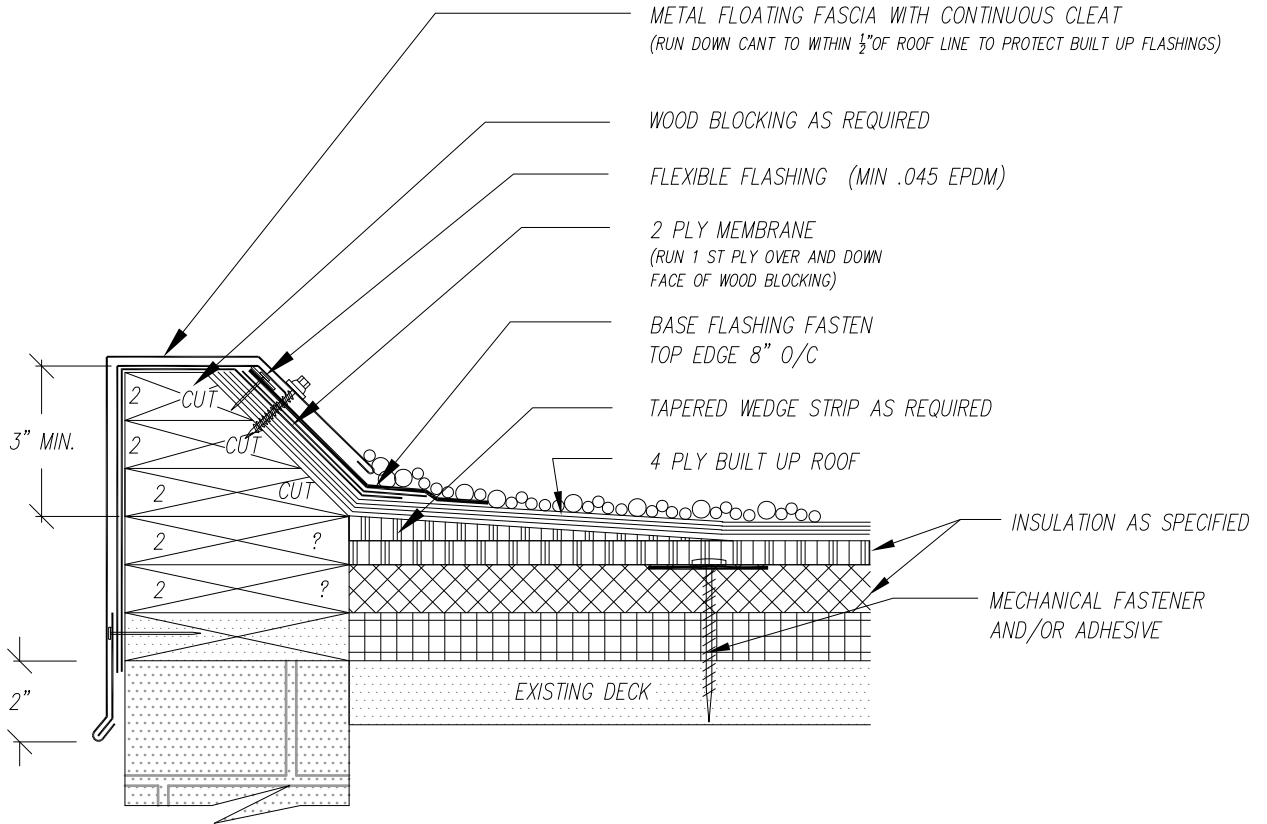 METAL FLOATING FASCIA WITH CONTINUOUS CLEAT
(RUN DOWN CANT TO WITHIN 1/2" OF ROOF LINE TO PROTECT BUILT UP FLASHINGS)
WOOD BLOCKING AS REQUIRED
FLEXIBLE FLASHING (MIN .045 EPDM)
2 PLY MEMBRANE
(RUN 1 ST PLY OVER AND DOWN
FACE OF WOOD BLOCKING)
BASE FLASHING FASTEN
TOP EDGE 8" O/C
TAPERED WEDGE STRIP AS REQUIRED
4 PLY BUILT UP ROOF
INSULATION AS SPECIFIED
MECHANICAL FASTENER
AND/OR ADHESIVE
2 CUT
2 CUT
2 CUT
2 ?
2 ?
3" MIN.
2"
EXISTING DECK